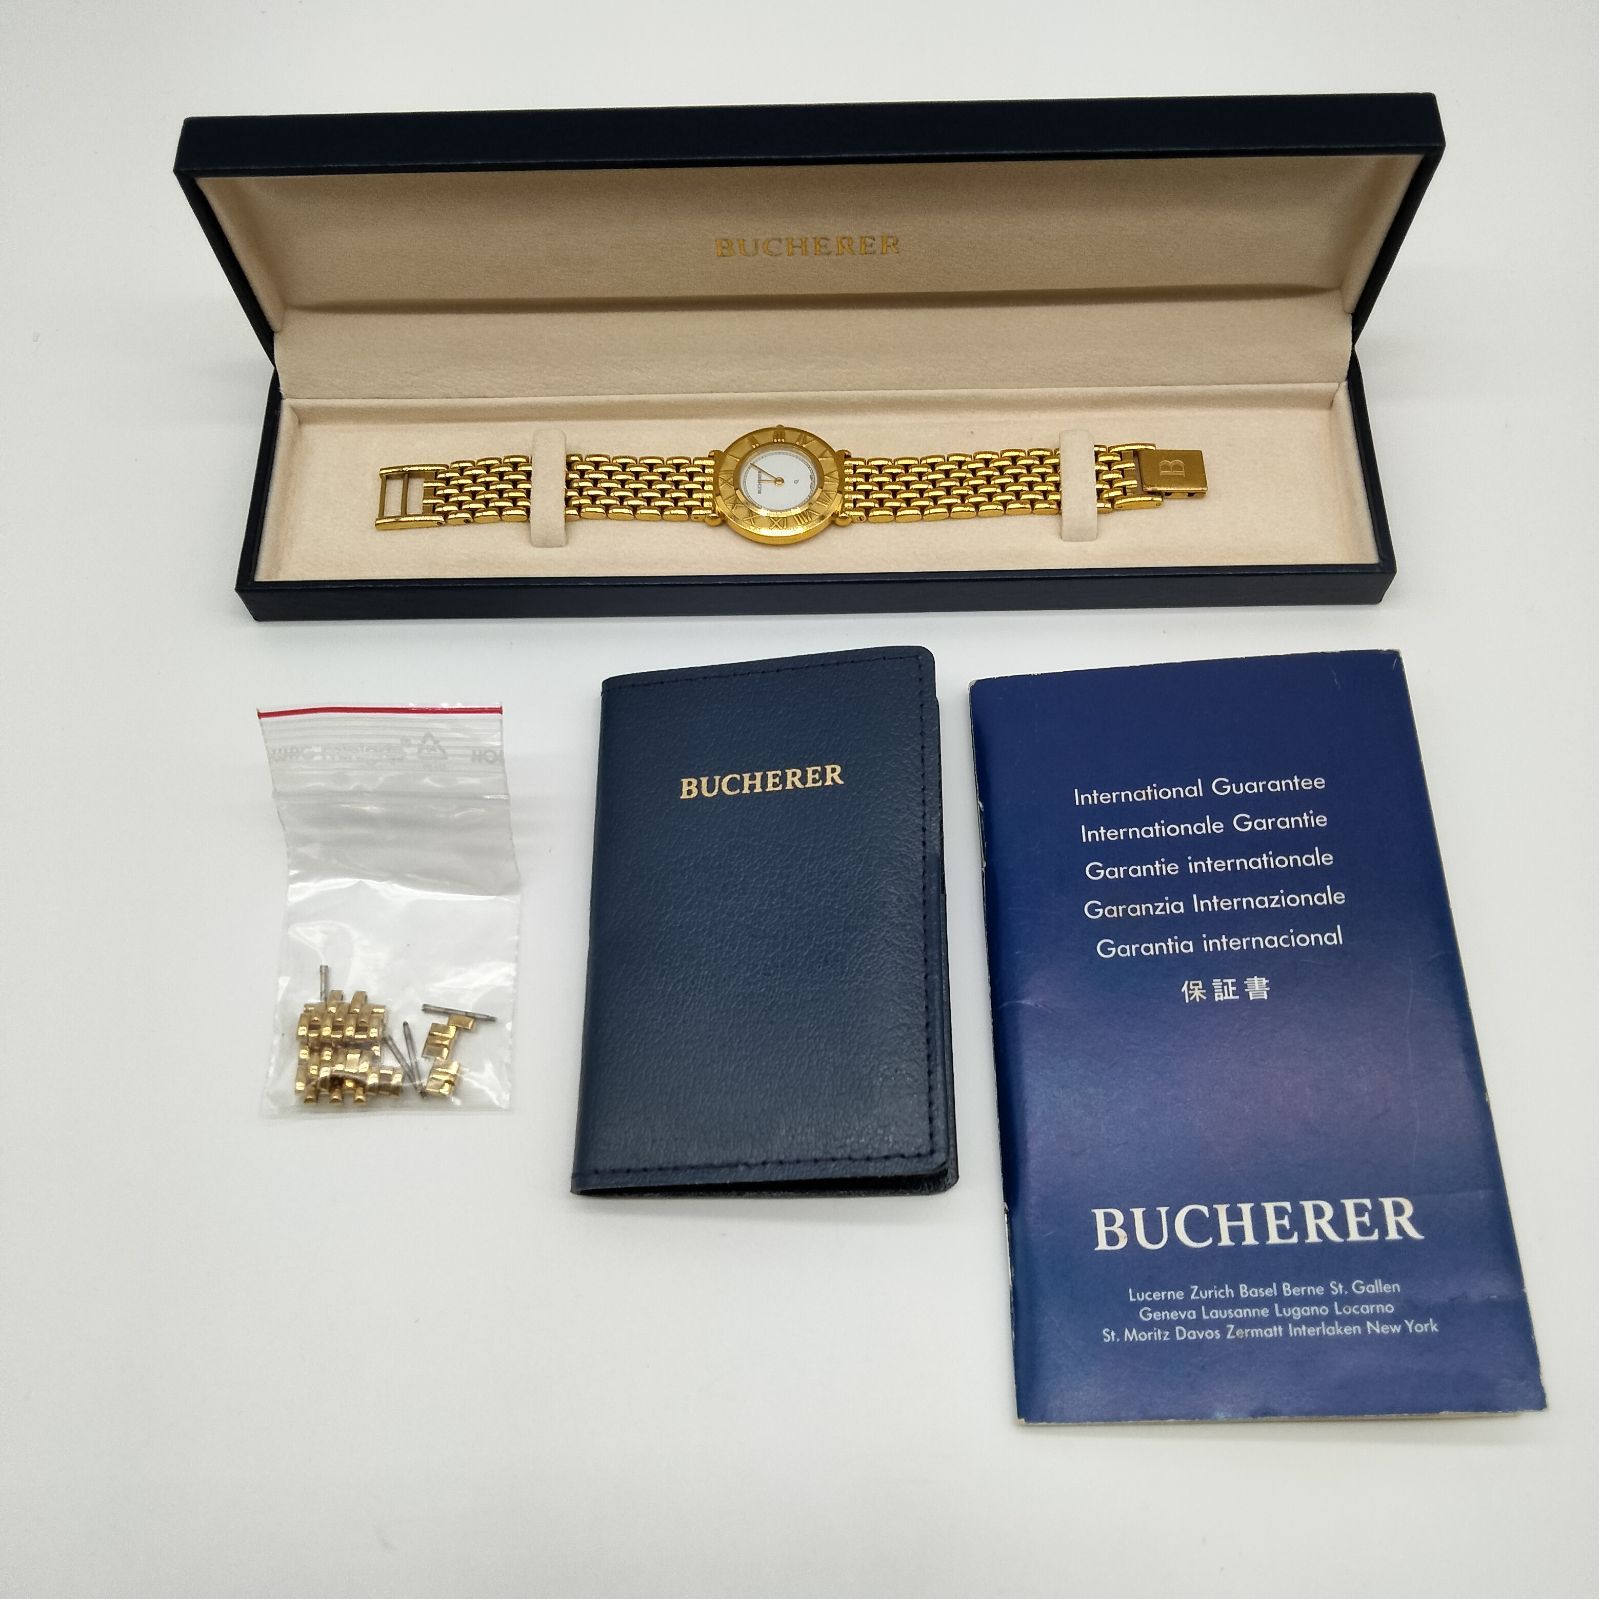 BUCHERER
B
BUCHERER
International Guarantee
Internationale Garantie
Garantie internationale
Garanzia Internazionale
Garantia internacional
保証書
BUCHERER
Lucerne Zurich Basel Berne St. Gallen
Geneva Lausanne Lugano Locarno
St. Moritz Davos Zermatt Interlaken New York